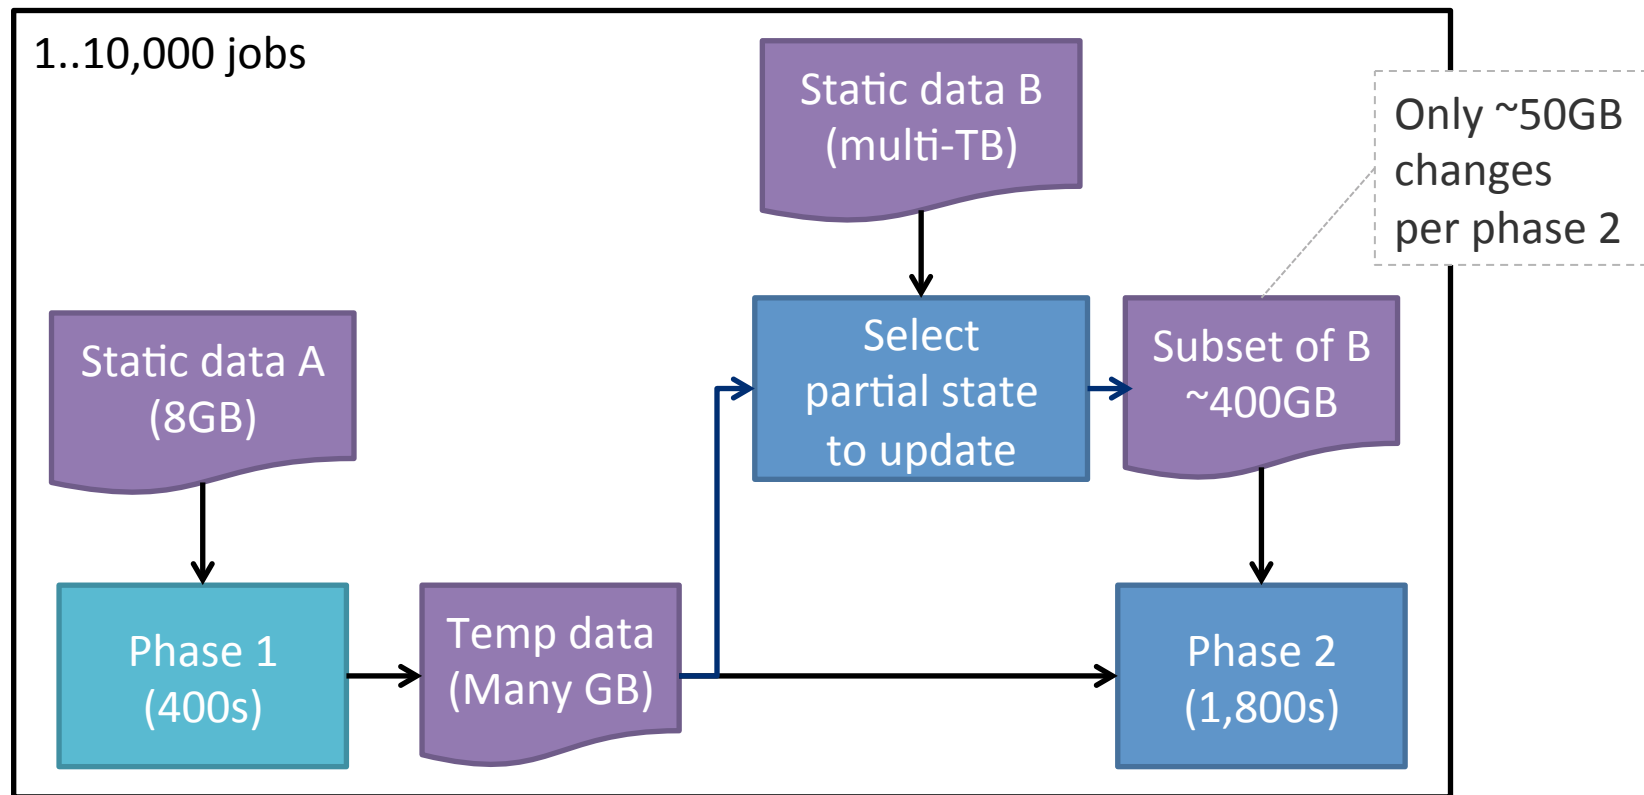 1..10,000 jobs
Static data B
(multi-TB)
Only ~50GB
changes
per phase 2
Static data A
(8GB)
Select
partial state
to update
Subset of B
~400GB
Phase 1
(400s)
Temp data
(Many GB)
Phase 2
(1,800s)